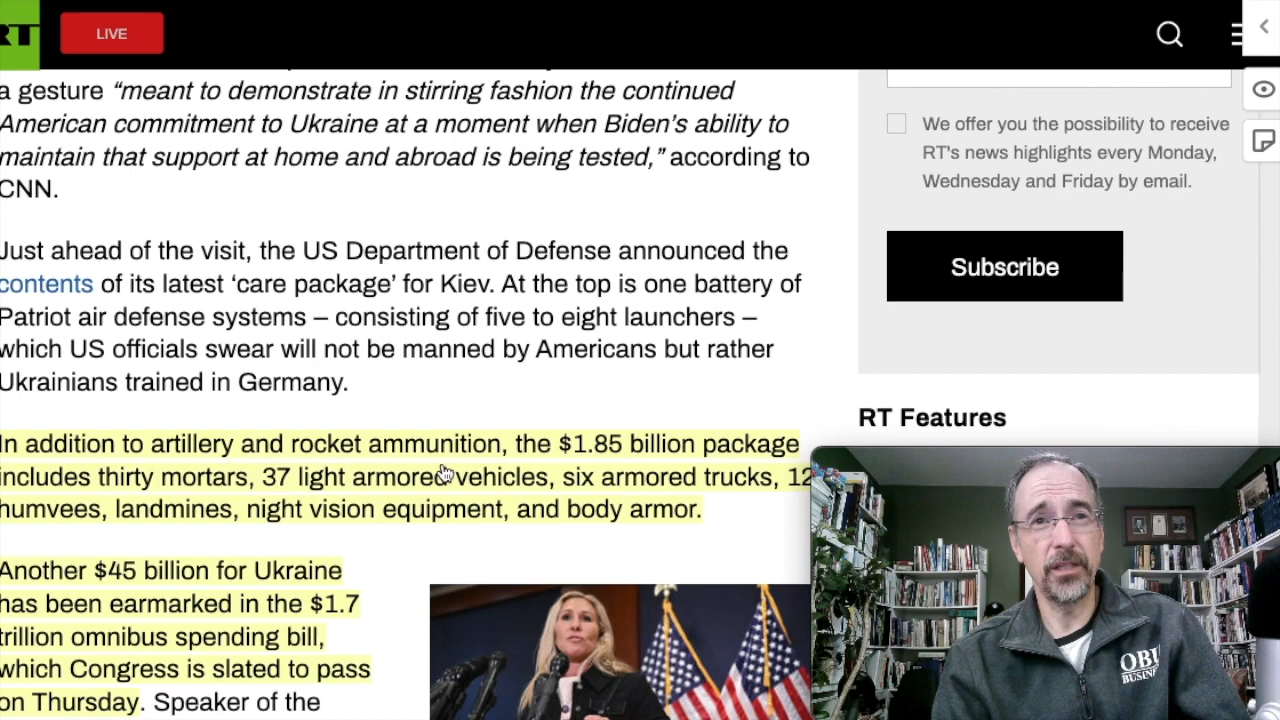 RT
LIVE
a gesture “meant to demonstrate in stirring fashion the continued
American commitment to Ukraine at a moment when Biden’s ability to
maintain that support at home and abroad is being tested,” according to
CNN.
Just ahead of the visit, the US Department of Defense announced the
contents of its latest ‘care package’ for Kiev. At the top is one battery of
Patriot air defense systems – consisting of five to eight launchers –
which US officials swear will not be manned by Americans but rather
Ukrainians trained in Germany.
In addition to artillery and rocket ammunition, the $1.85 billion package
includes thirty mortars, 37 light armored vehicles, six armored trucks, 12
humvees, landmines, night vision equipment, and body armor.
Another $45 billion for Ukraine
has been earmarked in the $1.7
trillion omnibus spending bill,
which Congress is slated to pass
on Thursday. Speaker of the
We offer you the possibility to receive
RT's news highlights every Monday,
Wednesday and Friday by email.
Subscribe
RT Features